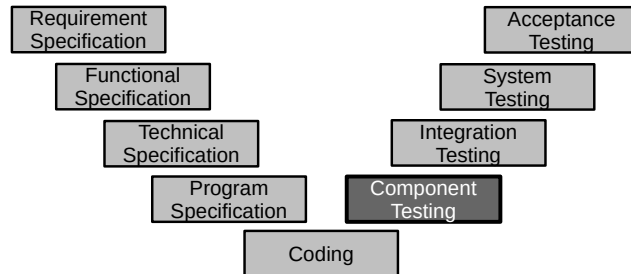 Requirement
Specification
Acceptance
Testing
Functional
Specification
System
Testing
Technical
Specification
Integration
Testing
Program
Specification
Component
Testing
Coding